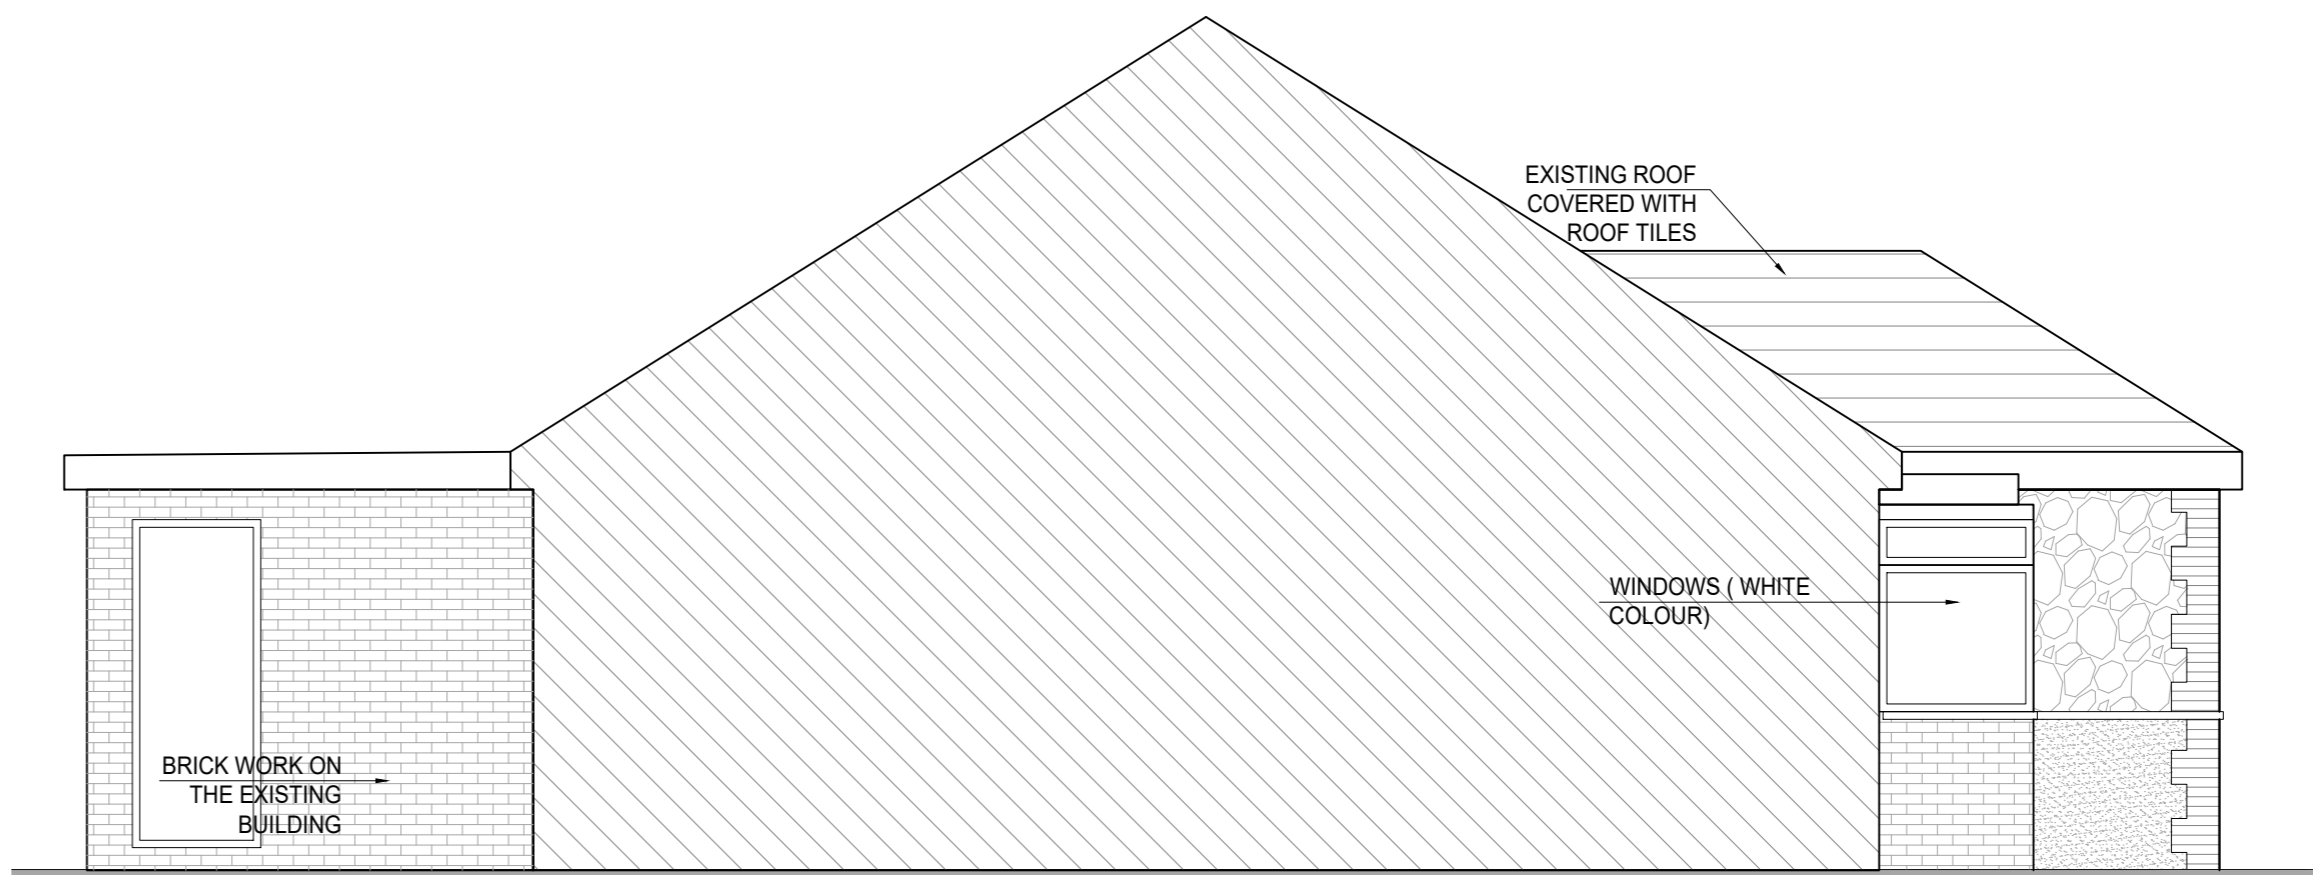 EXISTING ROOF
COVERED WITH
ROOF TILES
WINDOWS ( WHITE
COLOUR)
BRICK WORK ON
THE EXISTING
BUILDING